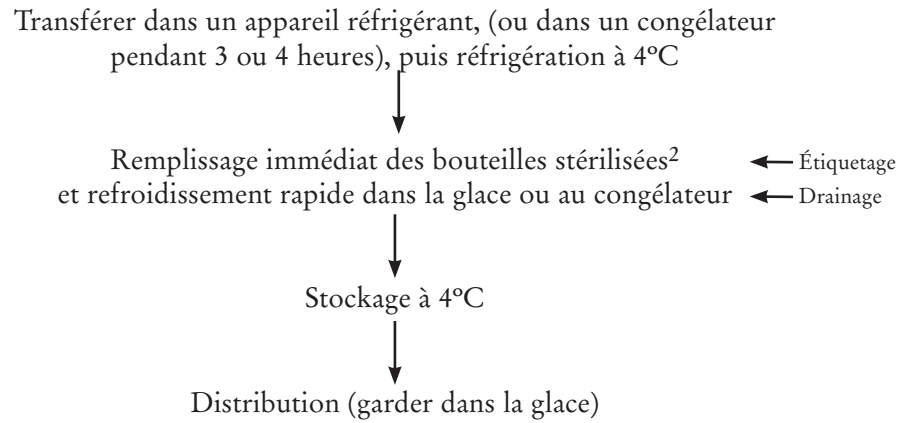 Transférer dans un appareil réfrigérant, (ou dans un congélateur
pendant 3 ou 4 heures), puis réfrigération à 4ºC
Remplissage immédiat des bouteilles stérilisées²
Étiquetage
et refroidissement rapide dans la glace ou au congélateur
Drainage
Stockage à 4ºC
Distribution (garder dans la glace)